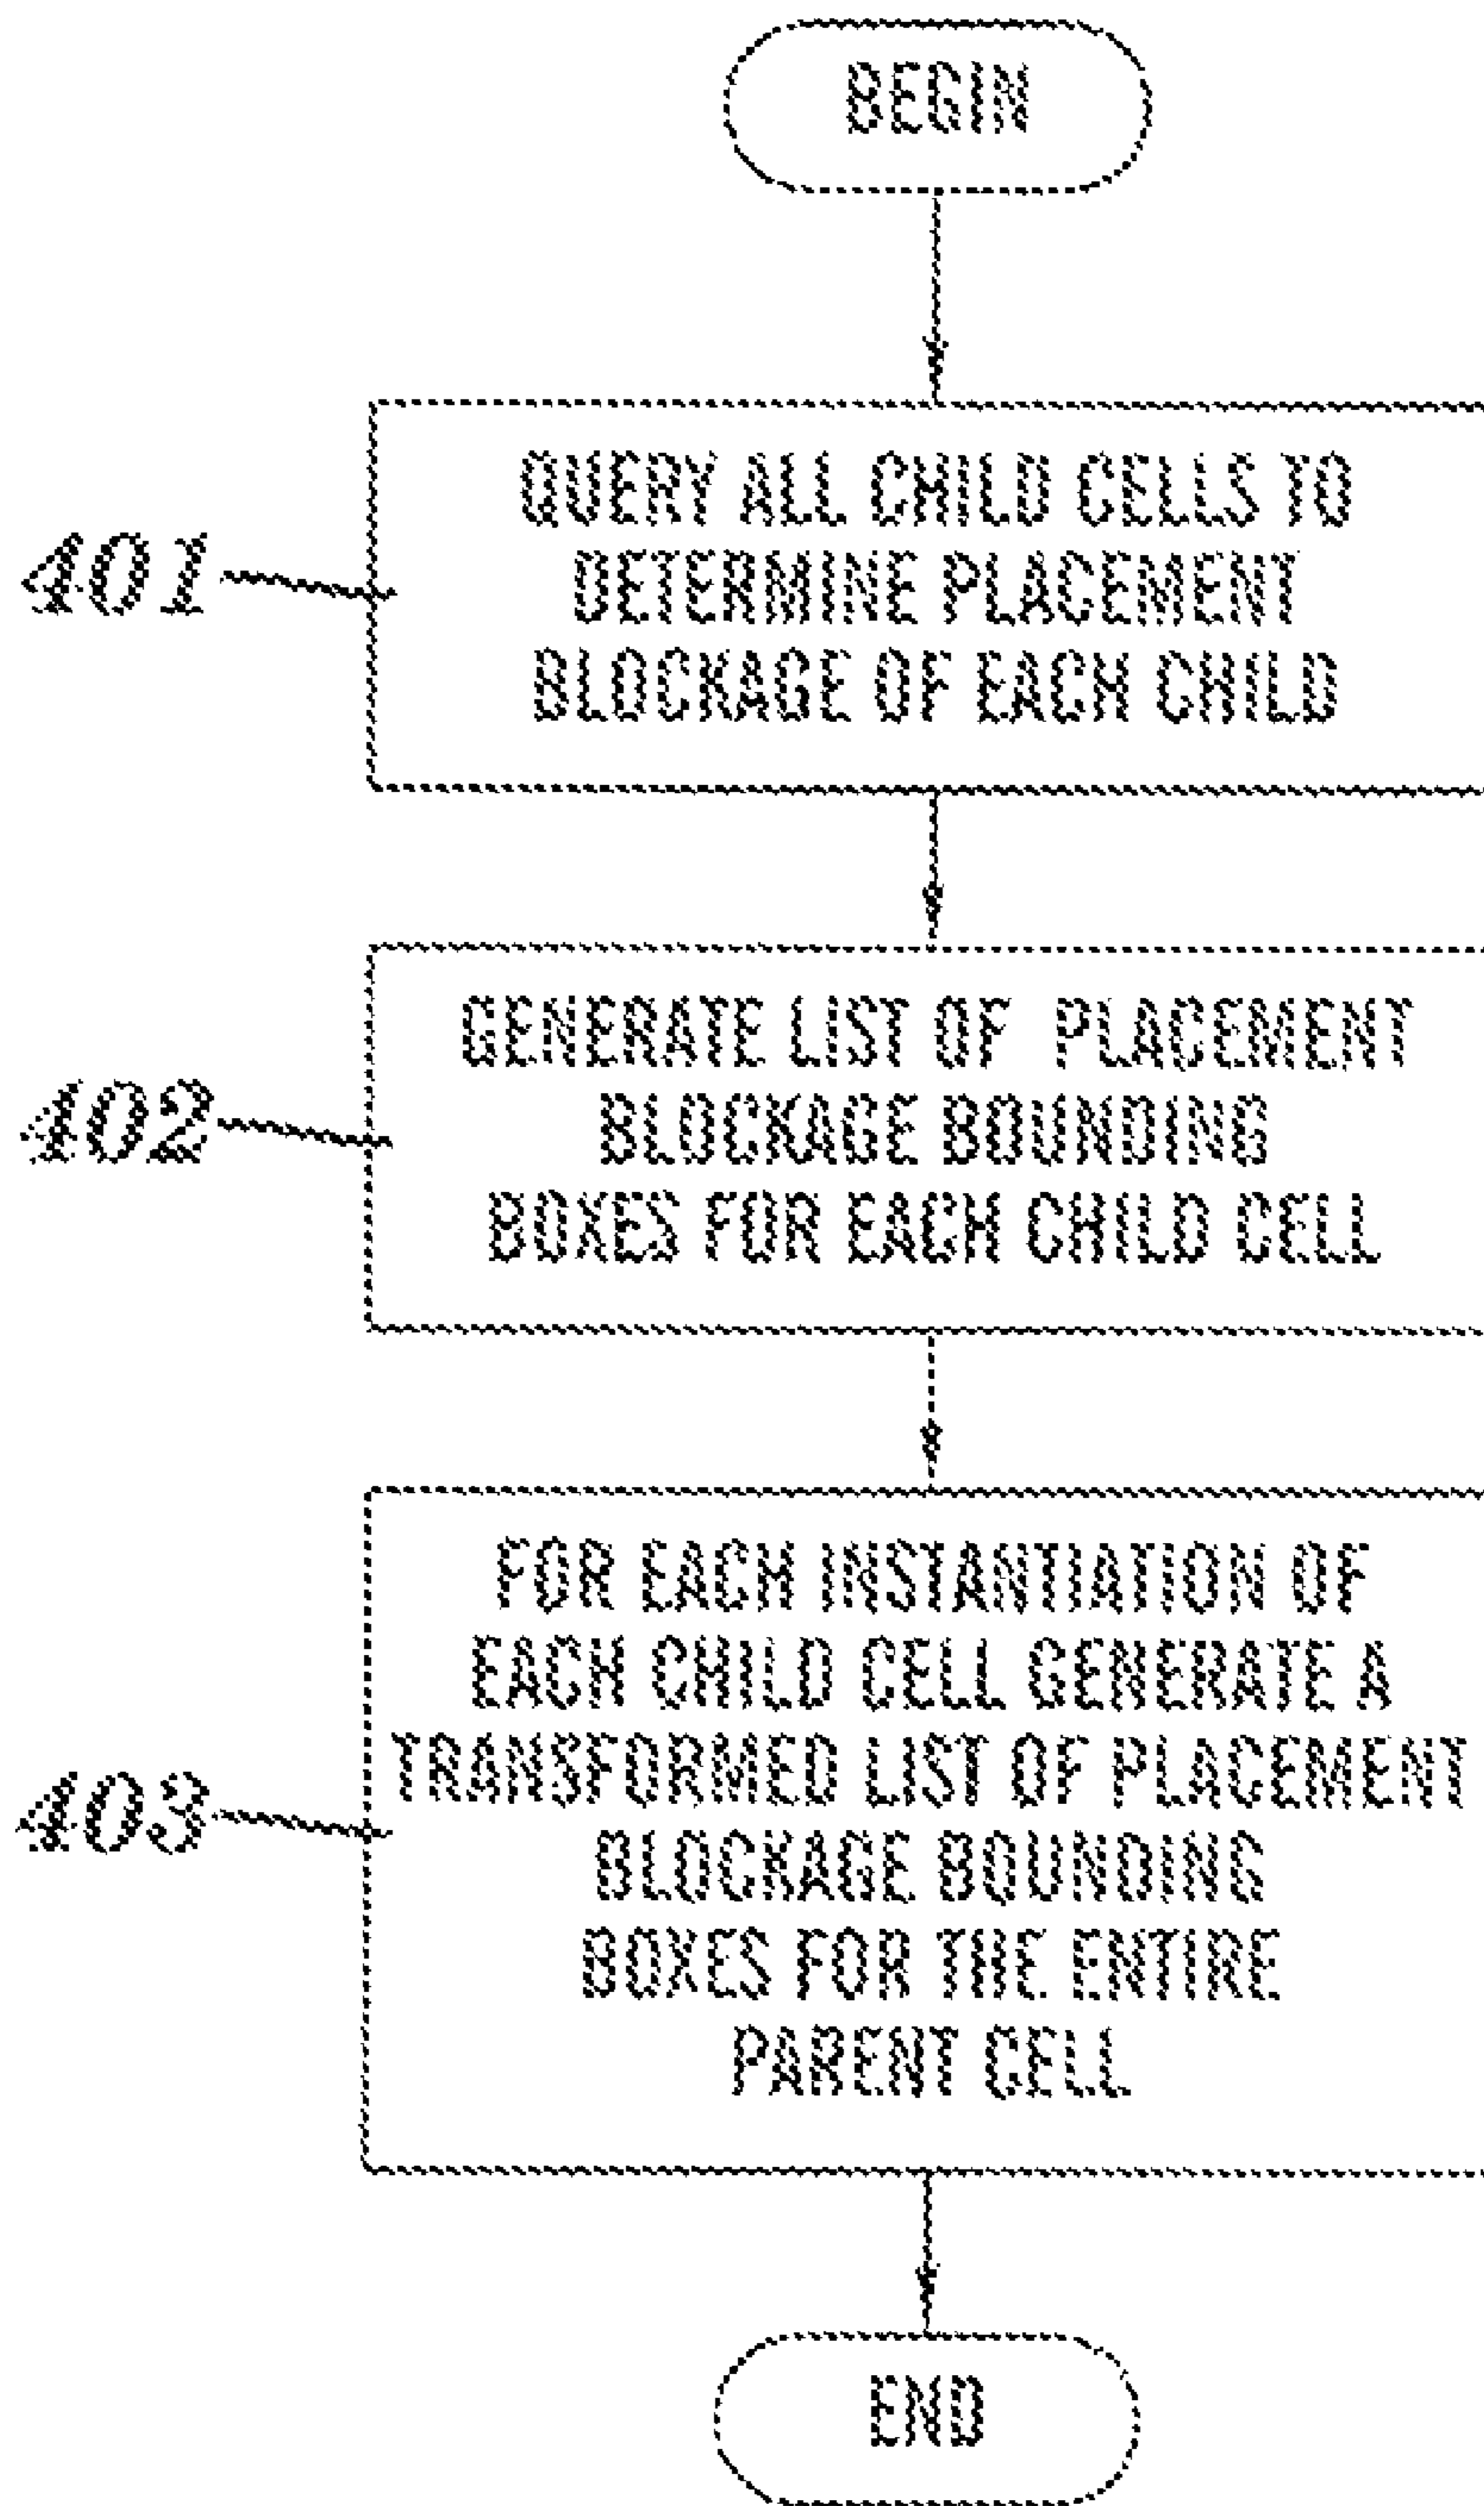 BEGIN
401
QUERY ALL CHILD CELLS TO
DETERMINE PLACEMENT
BLOCKAGE OF EACH CHILD
402
GENERATE LIST OF PLACEMENT
BLOCKAGE BOUNDING
BOXES FOR EACH CHILD CELL
403
FOR EACH INSTANTIATION OF
EACH CHILD CELL GENERATE A
TRANSFORMED LIST OF PLACEMENT
BLOCKAGE BOUNDING
BOXES FOR THE ENTIRE
PARENT CELL
END